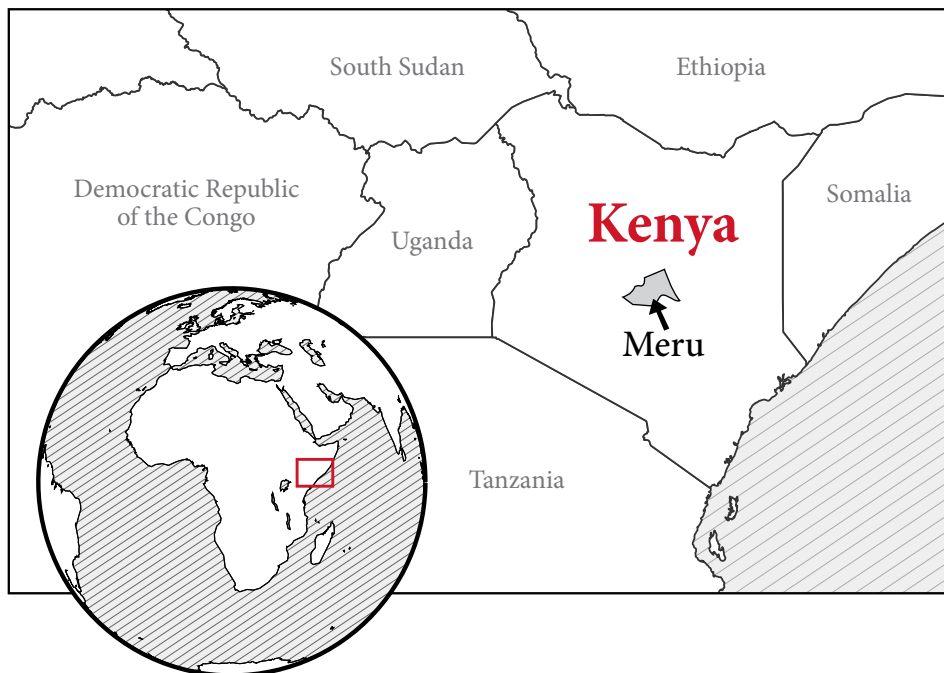 South Sudan
Ethiopia
Democratic Republic
of the Congo
Somalia
Uganda
Kenya
Meru
Tanzania